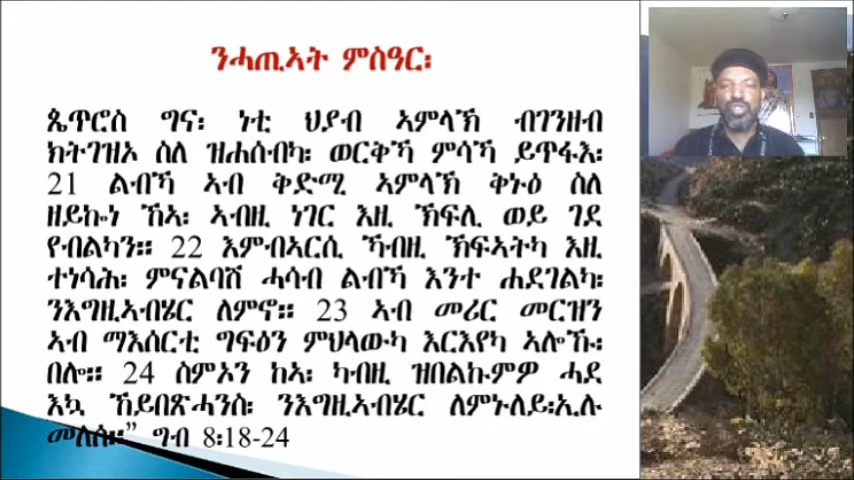 ንሓጢኣት ምስዓር፡
ጴጥሮስ ግና፡ ነቲ ህያብ ኣምላኽ ብገንዘብ
ክትገዝኦ ስለ ዝሐሰብካ፡ ወርቅኻ ምሳኻ ይጥፋእ፡
21 ልብኻ ኣብ ቅድሚ ኣምላኽ ቅኑዕ ስለ
ዘይኰነ ኸኣ፡ ኣብዚ ነገር እዚ ኽፍሊ ወይ ገደ
የብልካን። 22 እምብኣርሲ ኻብዚ ኽፍኣትካ እዚ
ተነሳሕ፡ ምናልባሽ ሓሳብ ልብኻ እንተ ሐደገልካ፡
ንእግዚኣብሄር ለምኖ። 23 ኣብ መሪር መርዝን
ኣብ ማእሰርቲ ግፍዕን ምህላውካ እርእየካ ኣሎኹ፡
በሎ። 24 ስምኦን ከኣ፡ ካብዚ ዝበልኩምዎ ሓደ
እኳ ኸይበጽሓንሲ፡ ንእግዚኣብሄር ለምኑለይ፡ኢሉ
መለሰ።” ግብ 8፡18-24